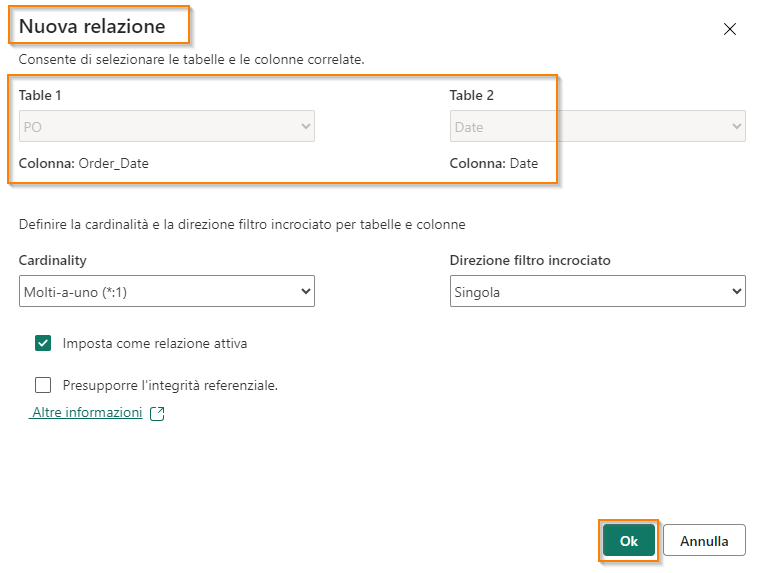 Nuova relazione
Consente di selezionare le tabelle e le colonne correlate.
Table 1
Table 2
PO
Date
Colonna: Order_Date
Colonna: Date
Definire la cardinalità e la direzione filtro incrociato per tabelle e colonne
Cardinality
Direzione filtro incrociato
Molti-a-uno (*:1)
Singola
Imposta come relazione attiva
Presupporre l'integrità referenziale.
Altre informazioni
Ok
Annulla